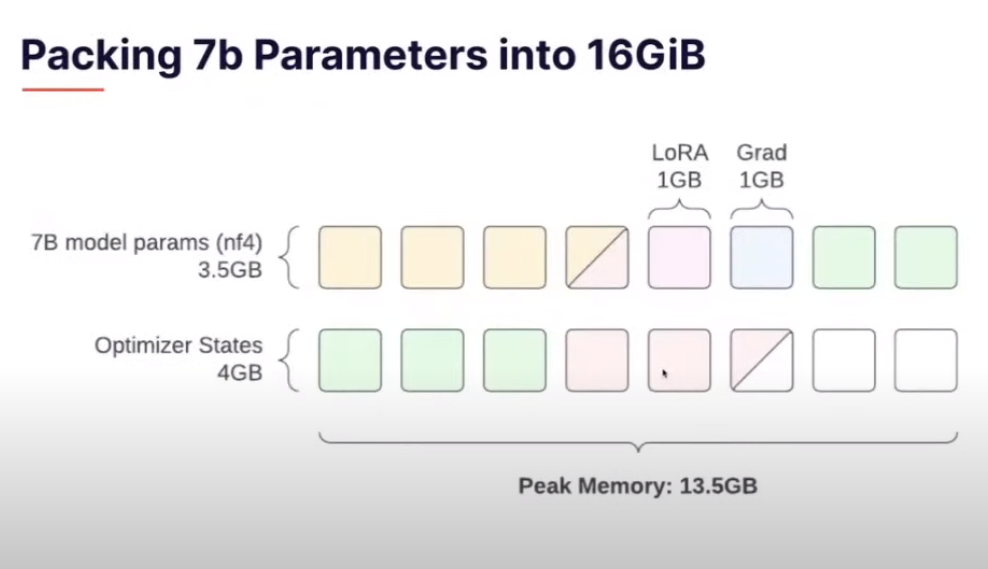 Packing 7b Parameters into 16GiB
LoRA
1GB
Grad
1GB
7B model params (nf4)
3.5GB
Optimizer States
4GB
Peak Memory: 13.5GB